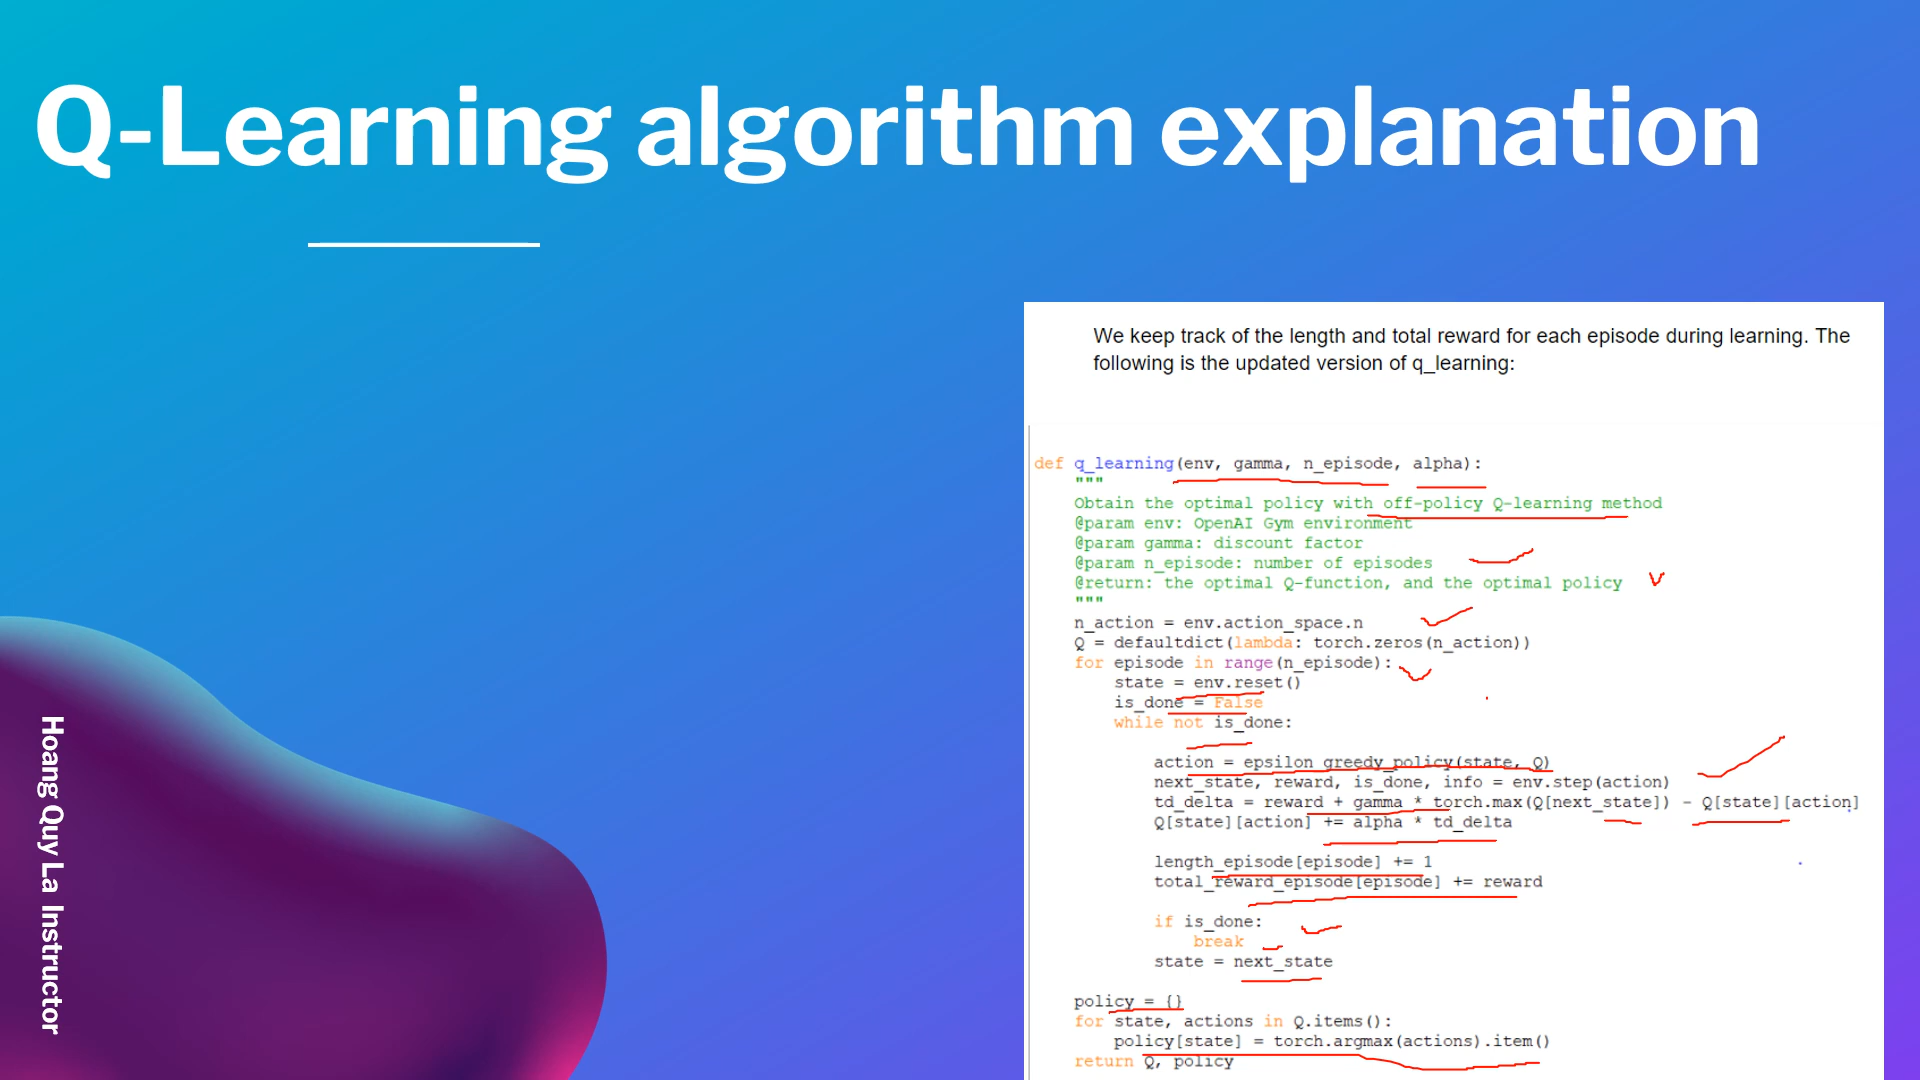 Q-Learning algorithm explanation
We keep track of the length and total reward for each episode during learning. The
following is the updated version of q_learning:
def q_learning(env, gamma, n_episode, alpha):
    """
    Obtain the optimal policy with off-policy Q-learning method
    @param env: OpenAI Gym environment
    @param gamma: discount factor
    @param n_episode: number of episodes
    @return: the optimal Q-function, and the optimal policy
    """
    n_action = env.action_space.n
    Q = defaultdict(lambda: torch.zeros(n_action))
    for episode in range(n_episode):
        state = env.reset()
        is_done = False
        while not is_done:
            action = epsilon_greedy_policy(state, Q)
            next_state, reward, is_done, info = env.step(action)
            td_delta = reward + gamma * torch.max(Q[next_state]) - Q[state][action]
            Q[state][action] += alpha * td_delta
            length_episode[episode] += 1
            total_reward_episode[episode] += reward
            if is_done:
                break
            state = next_state
    policy = {}
    for state, actions in Q.items():
        policy[state] = torch.argmax(actions).item()
    return Q, policy
Hoang Quy La Instructor